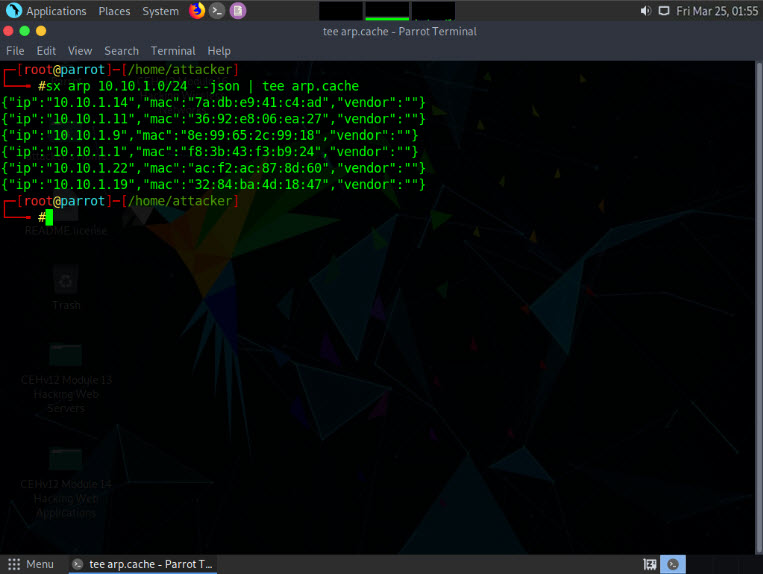 Applications Places System Fri Mar 25, 01:55
tee arp.cache - Parrot Terminal
File Edit View Search Terminal Help
[root@parrot]-[/home/attacker]
#sx arp 10.10.1.0/24 --json | tee arp.cache
{"ip":"10.10.1.14","mac":"7a:db:e9:41:c4:ad","vendor":""}
{"ip":"10.10.1.11","mac":"36:92:e8:06:ea:27","vendor":""}
{"ip":"10.10.1.9","mac":"8e:99:65:2c:99:18","vendor":""}
{"ip":"10.10.1.1","mac":"f8:3b:43:f3:b9:24","vendor":""}
{"ip":"10.10.1.22","mac":"ac:f2:ac:87:8d:60","vendor":""}
{"ip":"10.10.1.19","mac":"32:84:ba:4d:18:47","vendor":""}
[root@parrot]-[/home/attacker]
#
README.license
Trash
CEHv12 Module 13
Hacking Web
Servers
CEHv12 Module 14
Hacking Web
Applications
Menu tee arp.cache - Parrot T...